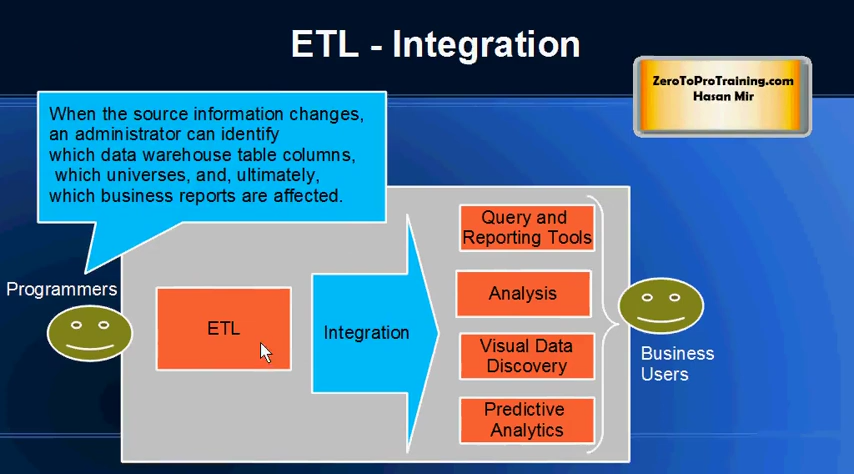 ETL - Integration
ZeroToProTraining.com
Hasan Mir
When the source information changes,
an administrator can identify
which data warehouse table columns,
which universes, and, ultimately,
which business reports are affected.
Programmers
ETL
Integration
Query and
Reporting Tools
Analysis
Visual Data
Discovery
Predictive
Analytics
Business
Users